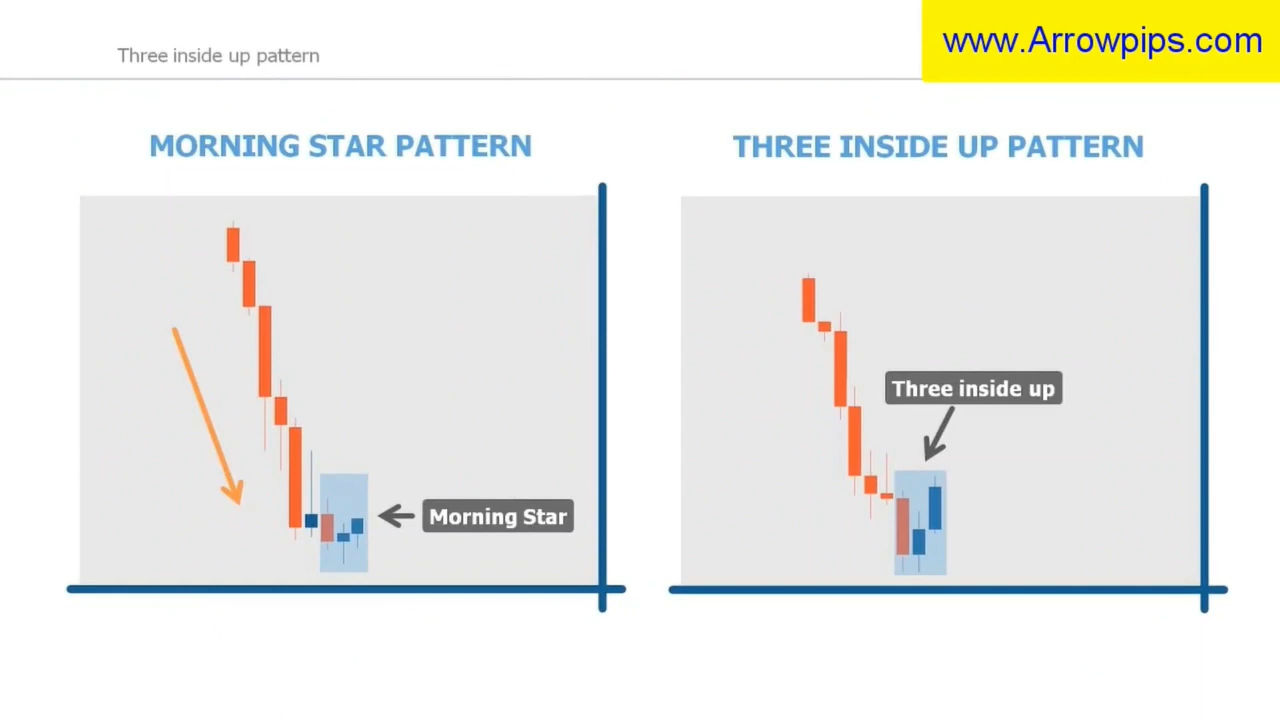 Three inside up pattern
www.Arrowpips.com
MORNING STAR PATTERN
THREE INSIDE UP PATTERN
Three inside up
Morning Star